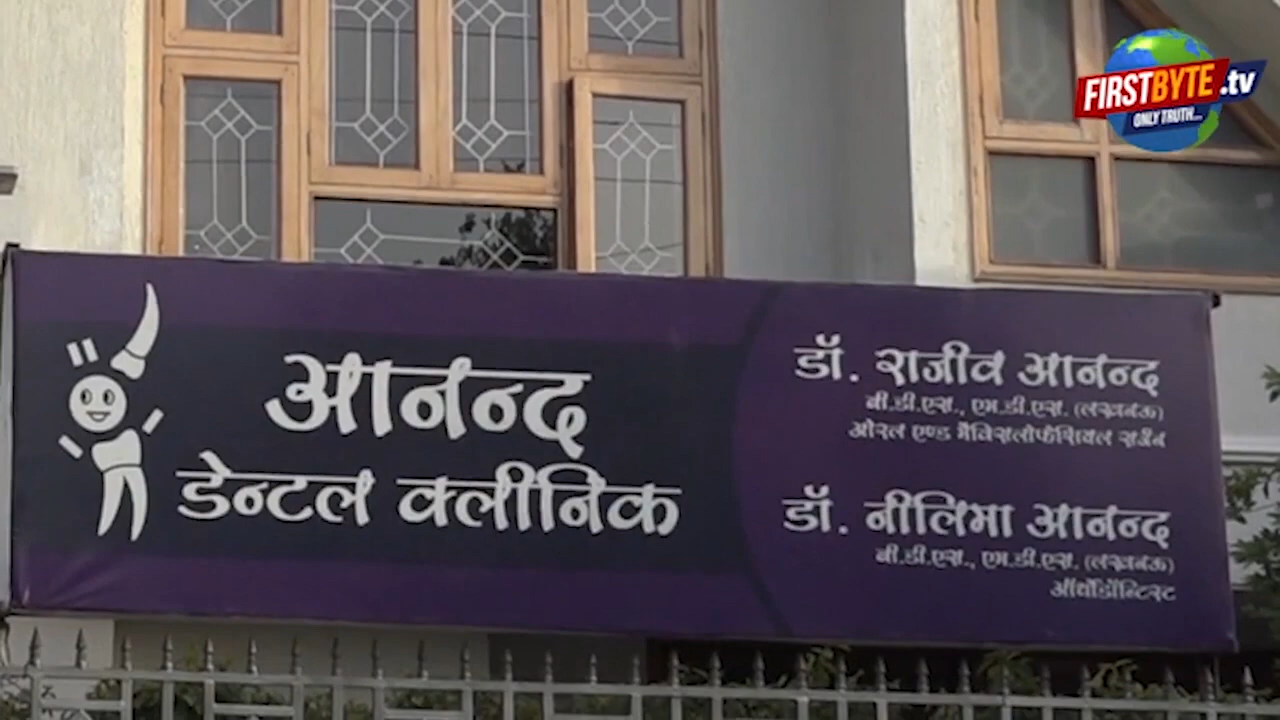 FIRSTBYTE.tv
ONLY TRUTH...
आनन्द
डेन्टल क्लीनिक
डॉ. राजीव आनन्द
बी.डी.एस., एम.डी.एस. (लखनऊ)
ओरल एण्ड मैक्सिलोफेसियल सर्जन
डॉ. नीलिमा आनन्द
बी.डी.एस., एम.डी.एस. (लखनऊ)
ऑर्थोडॉन्टिस्ट